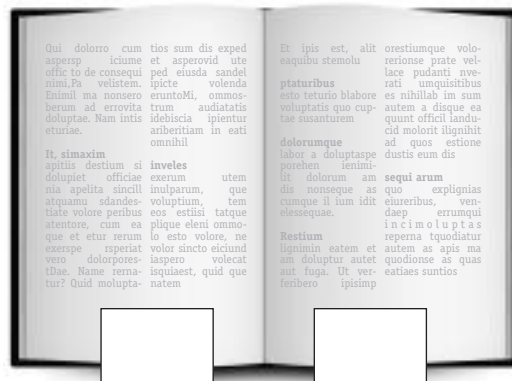 Qui dolorro cum
aspersp iciume
offic to de consequi
nimi,Pa velistem.
Enimil ma nonsero
berum ad errovita
doluptae. Nam intis
eturiae.
It, simaxim
apitiis destium si
dolupiet officiae
nia apelita sincill
atquamu sdandes-
tiate volore peribus
atentore, cum ea
que et etur rerum
exerspe rsperiat
vero dolorpores-
tDae. Name rerna-
tur? Quid molupta-
tios sum dis exped
et asperovid ute
ped eiusda sandel
ipicte volenda
eruntoMi, ommos-
trum audiatatis
idebiscia ipientur
ariberitiam in eati
omnihil
inveles
exerum utem
inulparum, que
voluptium, tem
eos estiisi tatque
plique eleni ommo-
lo esto volore, ne
volor sincto eiciund
iaspero volecat
isquiaest, quid que
natem
Et ipis est, alit
eaquibu stemolu
ptaturibus
esto teturio blabore
voluptatis quo cup-
tae susanturem
dolorumque
labor a doluptaspe
porehen ienimi-
lit dolorum am
dis nonseque as
cumque il ium idit
elessequae.
Restium
lignimin eatem et
am doluptur autet
aut fuga. Ut ver-
feribero ipisimp
orestiumque volo-
rerionse prate vel-
lace pudanti nve-
rati umquisitibus
es nihillab im sum
autem a disque ea
quunt officil iandu-
cid molorit ilignihit
ad quos estione
dustis eum dis
sequi arum
quo explignias
eiureribus, ven-
daep errumqui
incimoluptas
reperna tquodiatur
autem as apis ma
quodionse as quas
eatiaes suntios